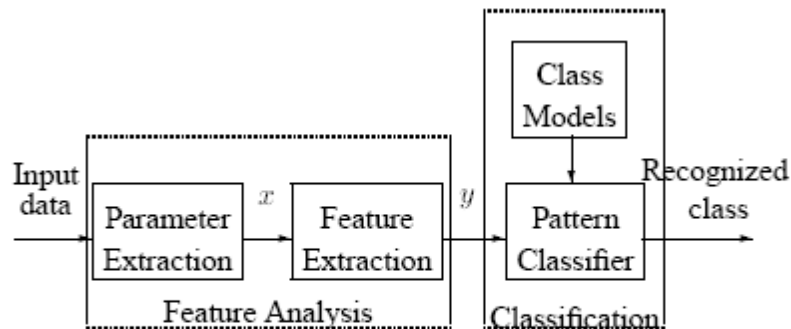 Input
data
Parameter
Extraction
x
Feature
Extraction
Feature Analysis
y
Class
Models
Pattern
Classifier
Classification
Recognized
class